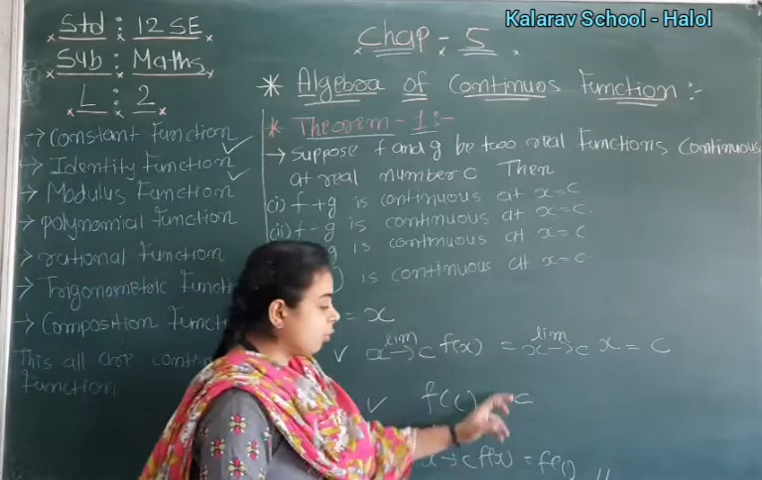 Kalarav School - Halol
Std : 12 SE
Sub : Maths
L : 2
→ Constant Function
→ Identity Function
→ Modulus Function
→ polynomial Function
→ rational Function
→ Trigonometric Funct
→ Composition Funct
This all are contin
function
Chap - 5
* Algebra of Continuos Function :-
* Theorem - 1 :-
→ Suppose f and g be too real Functions Continuous
at real number c Then
(i) f + g is continuous at x = c
(ii) f - g is continuous at x = c.
g is continuous at x = c
) is continuous at x = c.
= x
✓ lim x→c f(x) = lim x→c x = c
✓ f(c) c
x→c f(x) = f(c) //